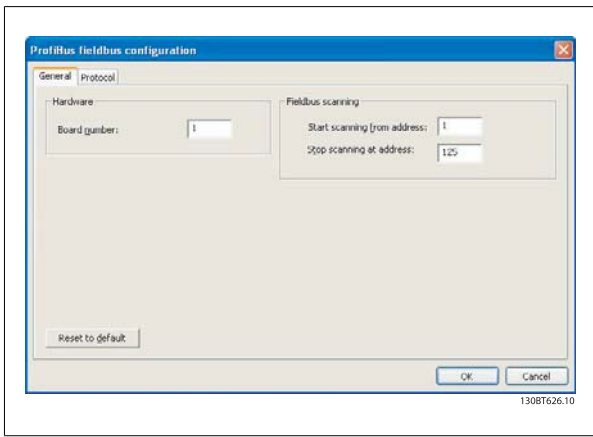 ProfiBus fieldbus configuration
General Protocol
Hardware
Board number: 1
Fieldbus scanning
Start scanning from address: 1
Stop scanning at address: 125
Reset to default
OK Cancel
130BT626.10